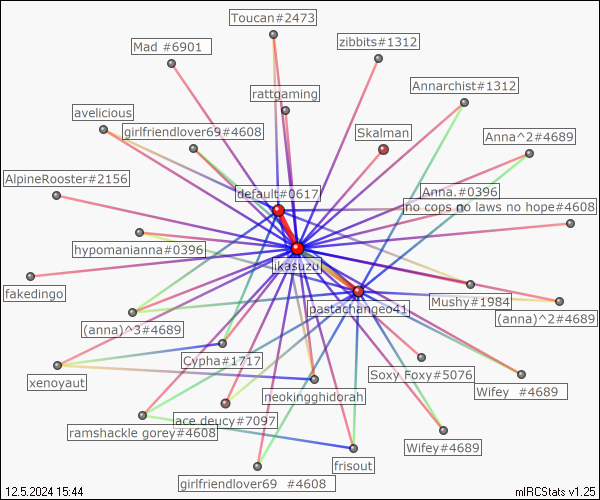 Toucan#2473
Mad #6901
zibbits#1312
Annarchist#1312
rattgaming
avelicious
girlfriendlover69#4608
Skalman
Anna^2#4689
AlpineRooster#2156
default#0617
Anna.#0396
no cops no laws no hope#4608
hypomanianna#0396
ikasuzu
fakedingo
pastachangeo41
Mushy#1984
(anna)^2#4689
(anna)^3#4689
Cypha#1717
Soxy Foxy#5076
xenoyaut
neokingghidorah
Wifey #4689
ace deucy#7097
ramshackle gorey#4608
Wifey#4689
frisout
girlfriendlover69 #4608
12.5.2024 15:44
mIRCStats v1.25